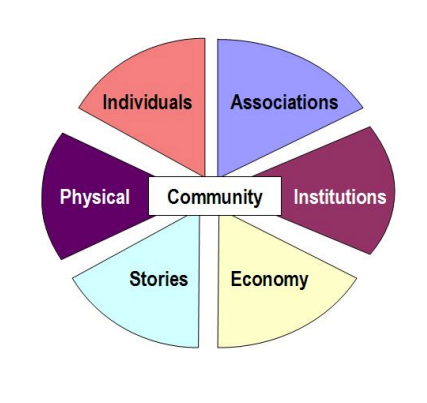 Individuals
Associations
Physical
Community
Institutions
Stories
Economy